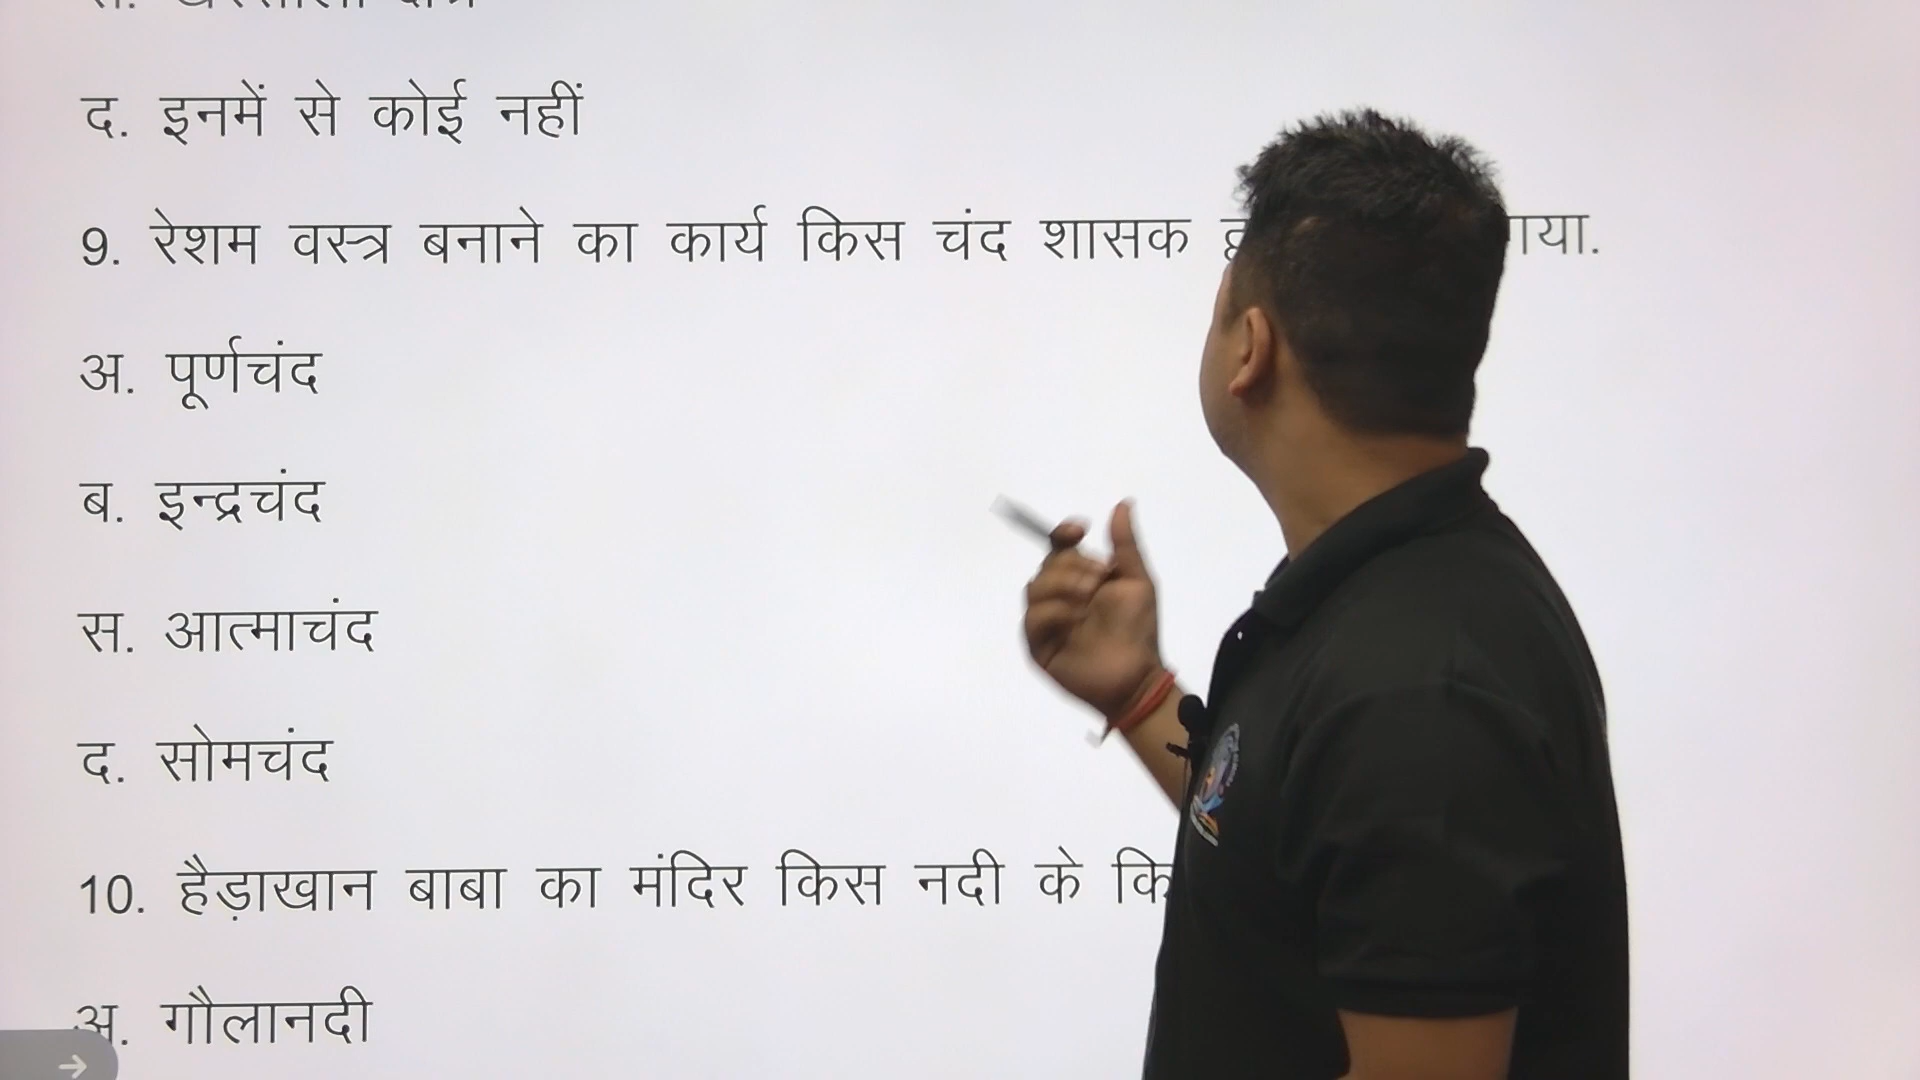 द. इनमें से कोई नहीं
9. रेशम वस्त्र बनाने का कार्य किस चंद शासक
अ. पूर्णचंद
ब. इन्द्रचंद
स. आत्माचंद
द. सोमचंद
10. हैड़ाखान बाबा का मंदिर किस नदी के
अ. गौलानदी